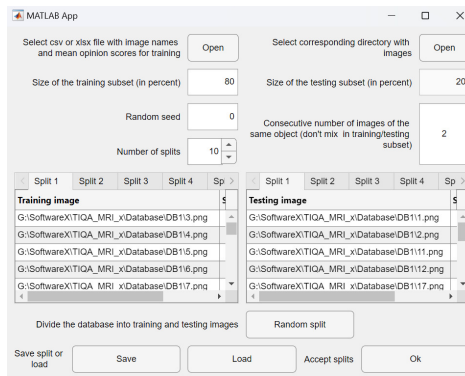 MATLAB App
Select csv or xlsx file with image names
and mean opinion scores for training
Open
Select corresponding directory with
images
Open
Size of the training subset (in percent)
80
Size of the testing subset (in percent)
20
Random seed
0
Number of splits
10
Consecutive number of images of the
same object (don't mix in training/testing
subset)
2
Split 1 Split 2 Split 3 Split 4 Sp
Training image S
G:\SoftwareX\TIQA_MRI_x\Database\DB1\3.png
G:\SoftwareX\TIQA_MRI_x\Database\DB1\4.png
G:\SoftwareX\TIQA_MRI_x\Database\DB1\5.png
G:\SoftwareX\TIQA_MRI_x\Database\DB1\6.png
G:\SoftwareX\TIQA_MRI_x\Database\DB1\7.png
Split 1 Split 2 Split 3 Split 4 Sp
Testing image S
G:\SoftwareX\TIQA_MRI_x\Database\DB1\1.png
G:\SoftwareX\TIQA_MRI_x\Database\DB1\2.png
G:\SoftwareX\TIQA_MRI_x\Database\DB1\11.png
G:\SoftwareX\TIQA_MRI_x\Database\DB1\12.png
G:\SoftwareX\TIQA_MRI_x\Database\DB1\17.png
Divide the database into training and testing images
Random split
Save split or
load
Save
Load
Accept splits
Ok